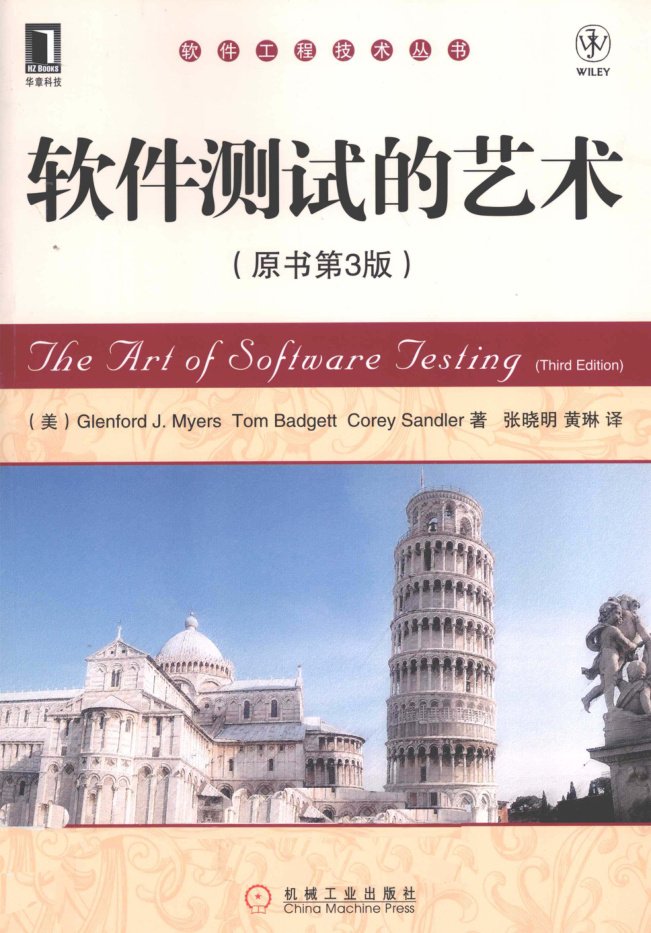 HZ BOOKS
华章科技
软件工程技术丛书
WILEY
软件测试的艺术
（原书第3版）
The Art of Software Testing (Third Edition)
（美）Glenford J. Myers Tom Badgett Corey Sandler 著 张晓明 黄琳 译
机械工业出版社
China Machine Press